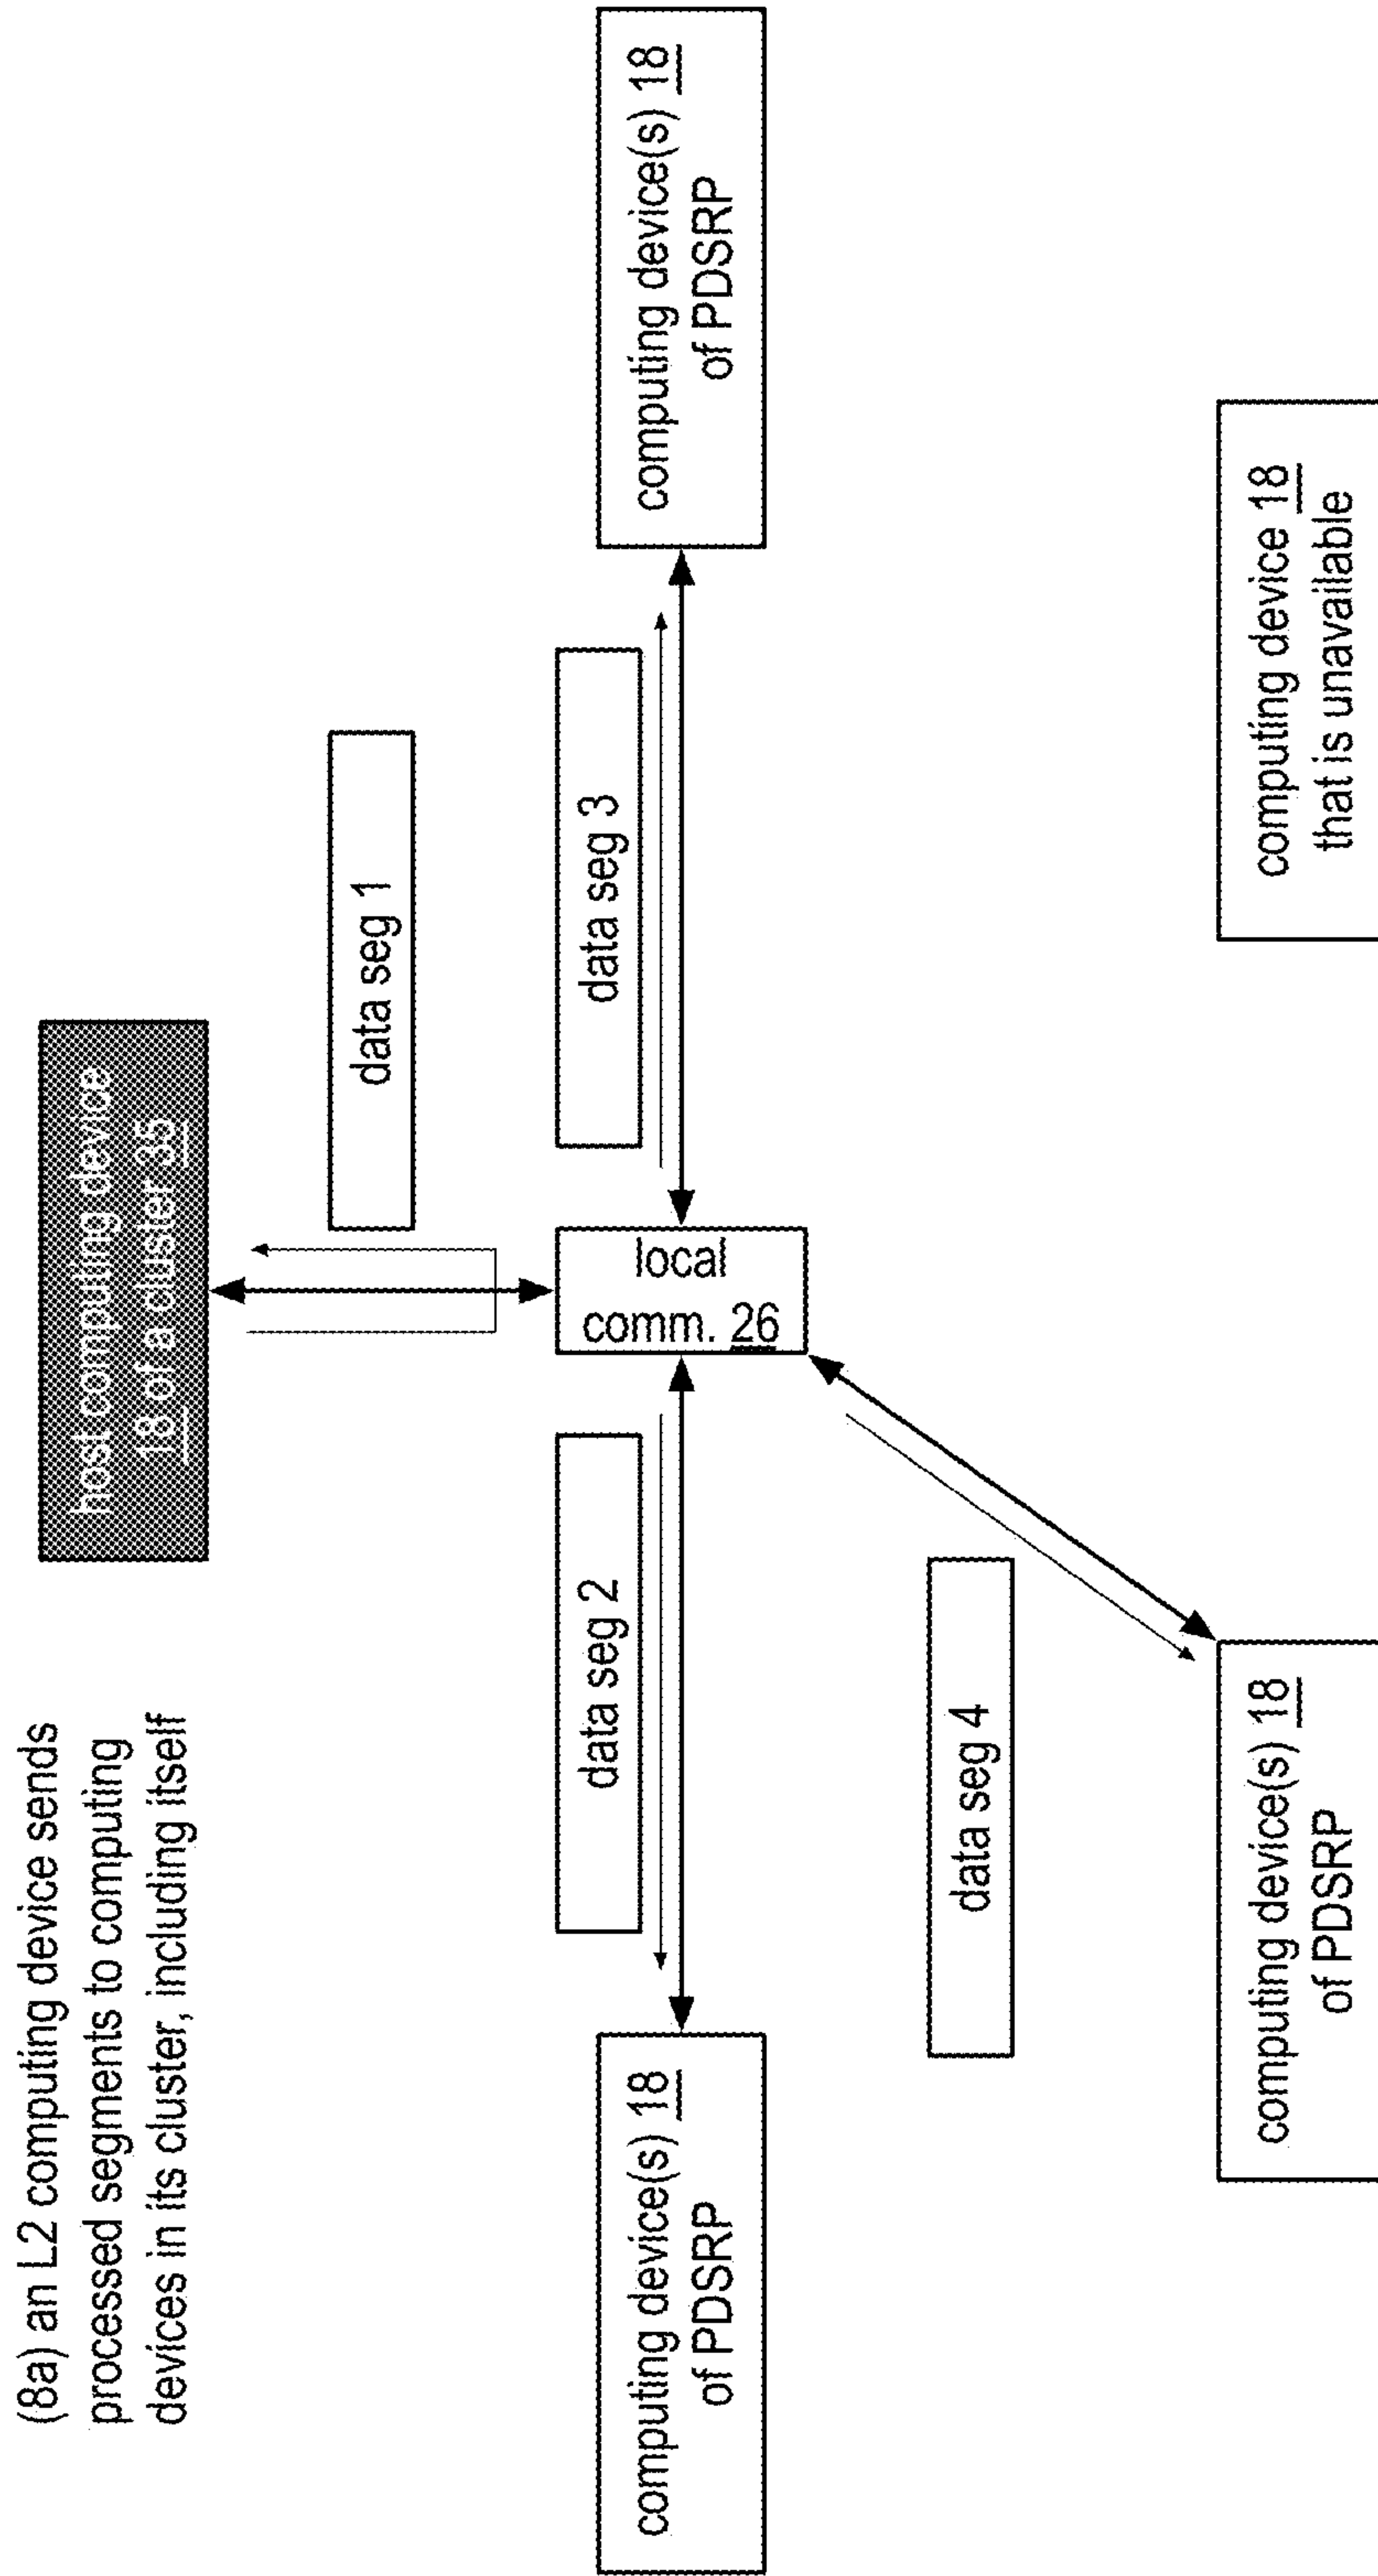 (8a) an L2 computing device sends
processed segments to computing
devices in its cluster, including itself
host computing device
18 of a cluster 35
data seg 1
data seg 2
data seg 3
computing device(s) 18
of PDSRP
local
comm. 26
computing device(s) 18
of PDSRP
data seg 4
computing device(s) 18
of PDSRP
computing device 18
that is unavailable